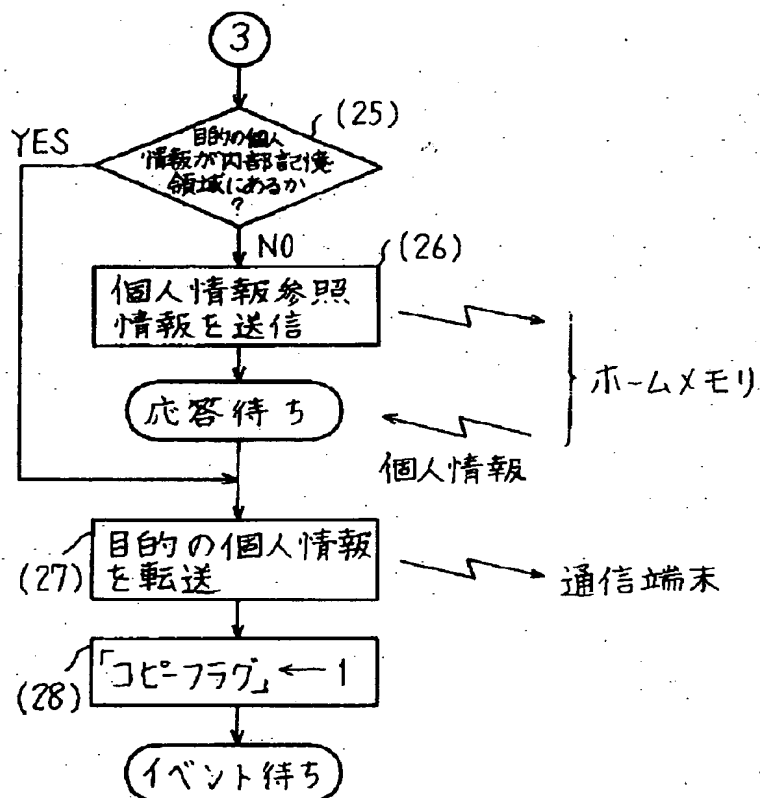 3
(25)
YES
目的の個人
情報が内部記憶
領域にあるか
?
NO
(26)
個人情報参照
情報を送信
ホームメモリ
応答待ち
個人情報
目的の個人情報
を転送
(27)
通信端末
「コピーフラグ」←1
(28)
イベント待ち